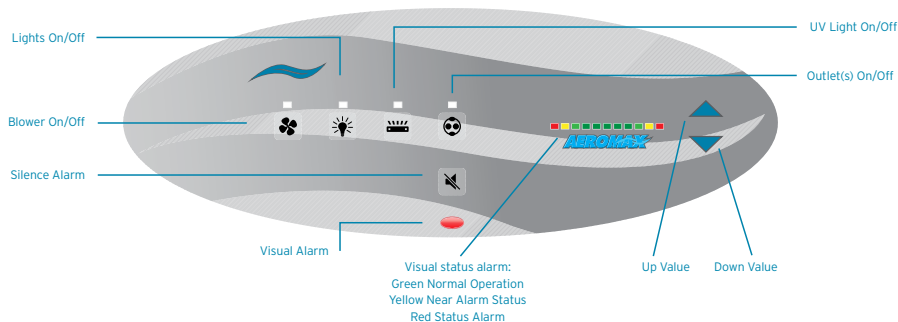 Lights On/Off
UV Light On/Off
Outlet(s) On/Off
Blower On/Off
AEROMAX
Silence Alarm
Visual Alarm
Visual status alarm:
Green Normal Operation
Yellow Near Alarm Status
Red Status Alarm
Up Value
Down Value